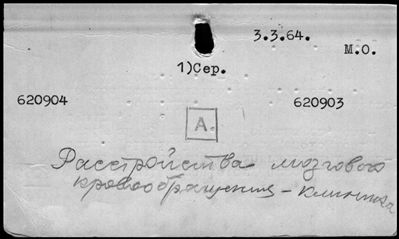 3.3.64.
М.О.
1)Сер.
620904
620903
А.
Расстройства мозгового
кровообращения - клиника